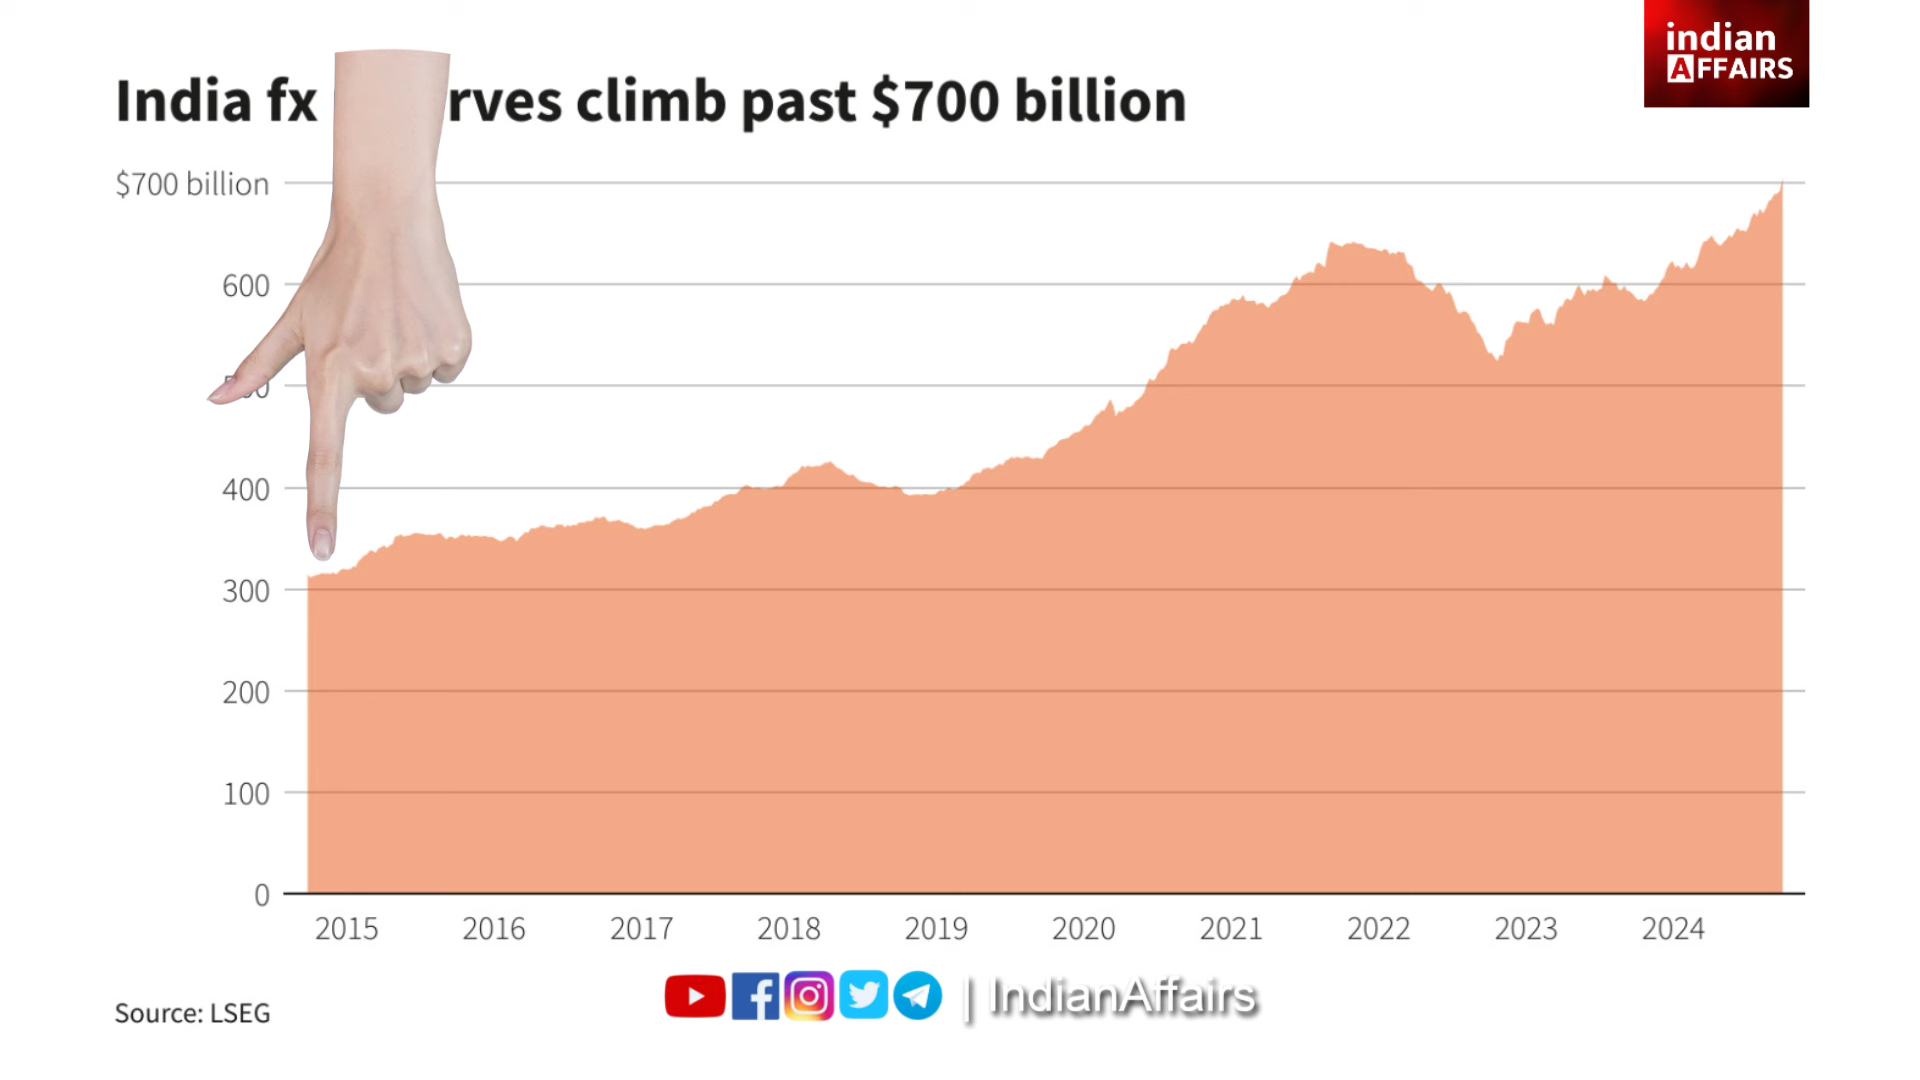 indian
AFFAIRS
India fx rves climb past $700 billion
$700 billion
600
400
300
200
100
0
2015 2016 2017 2018 2019 2020 2021 2022 2023 2024
Source: LSEG
| IndianAffairs